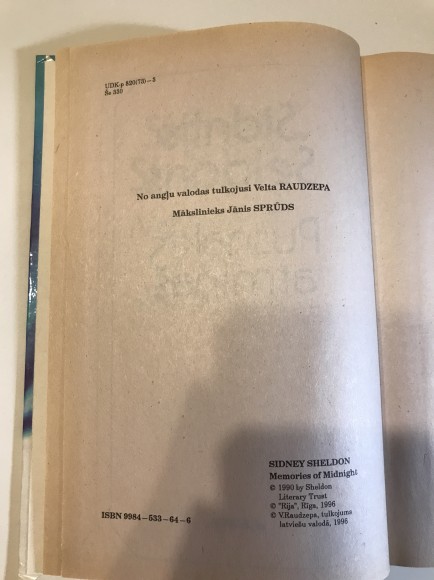 UDK-p 820(73)—3
Še 330
No angļu valodas tulkojusi Velta RAUDZEPA
Mākslinieks Jānis SPRŪDS
SIDNEY SHELDON
Memories of Midnight
© 1990 by Sheldon
Literary Trust
© "Rija", Rīga, 1996
© V.Raudzepa, tulkojums
latviešu valodā, 1996
ISBN 9984—533—64—6